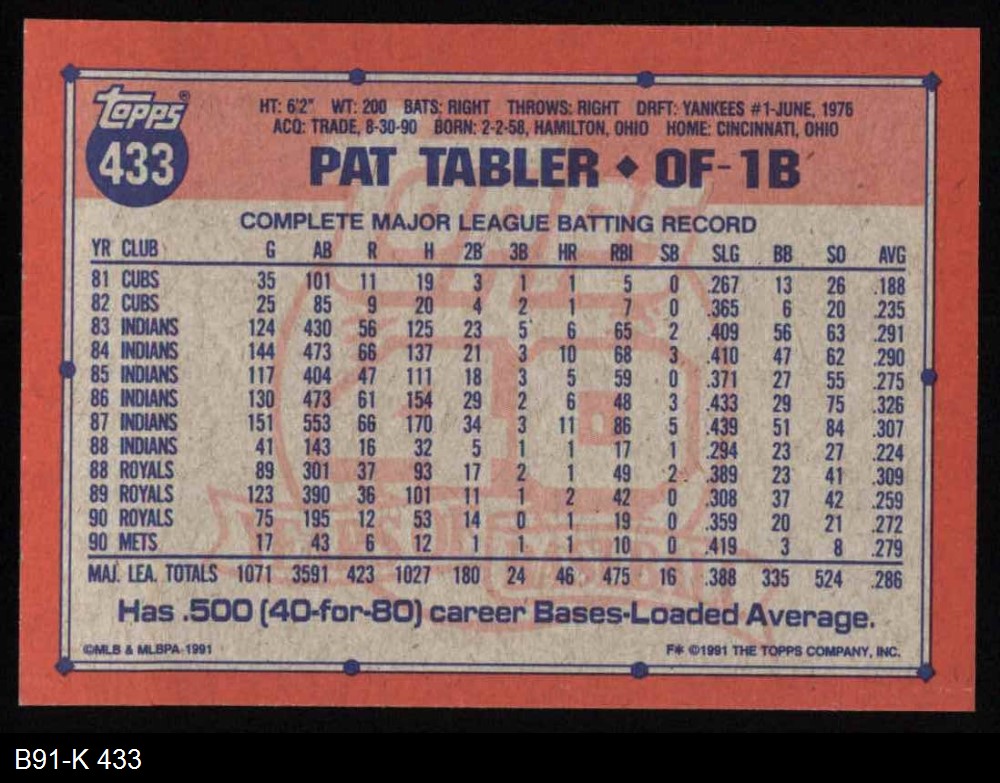 Topps®
433
HT: 6'2" WT: 200 BATS: RIGHT THROWS: RIGHT DRFT: YANKEES #1-JUNE, 1976
ACQ: TRADE, 8-30-90 BORN: 2-2-58, HAMILTON, OHIO HOME: CINCINNATI, OHIO
PAT TABLER ◆ OF-1B
COMPLETE MAJOR LEAGUE BATTING RECORD
YR CLUB G AB R H 2B 3B HR RBI SB SLG BB SO AVG
81 CUBS 35 101 11 19 3 1 1 5 0 .267 13 26 .188
82 CUBS 25 85 9 20 4 2 1 7 0 .365 6 20 .235
83 INDIANS 124 430 56 125 23 5 6 65 2 .409 56 63 .291
84 INDIANS 144 473 66 137 21 3 10 68 3 .410 47 62 .290
85 INDIANS 117 404 47 111 18 3 5 59 0 .371 27 55 .275
86 INDIANS 130 473 61 154 29 2 6 48 3 .433 29 75 .326
87 INDIANS 151 553 66 170 34 3 11 86 5 .439 51 84 .307
88 INDIANS 41 143 16 32 5 1 1 17 1 .294 23 27 .224
88 ROYALS 89 301 37 93 17 2 1 49 2 .389 23 41 .309
89 ROYALS 123 390 36 101 11 1 2 42 0 .308 37 42 .259
90 ROYALS 75 195 12 53 14 0 1 19 0 .359 20 21 .272
90 METS 17 43 6 12 1 1 1 10 0 .419 3 8 .279
MAJ. LEA. TOTALS 1071 3591 423 1027 180 24 46 475 16 .388 335 524 .286
Has .500 (40-for-80) career Bases-Loaded Average.
©MLB & MLBPA 1991 F* ©1991 THE TOPPS COMPANY, INC.
B91-K 433